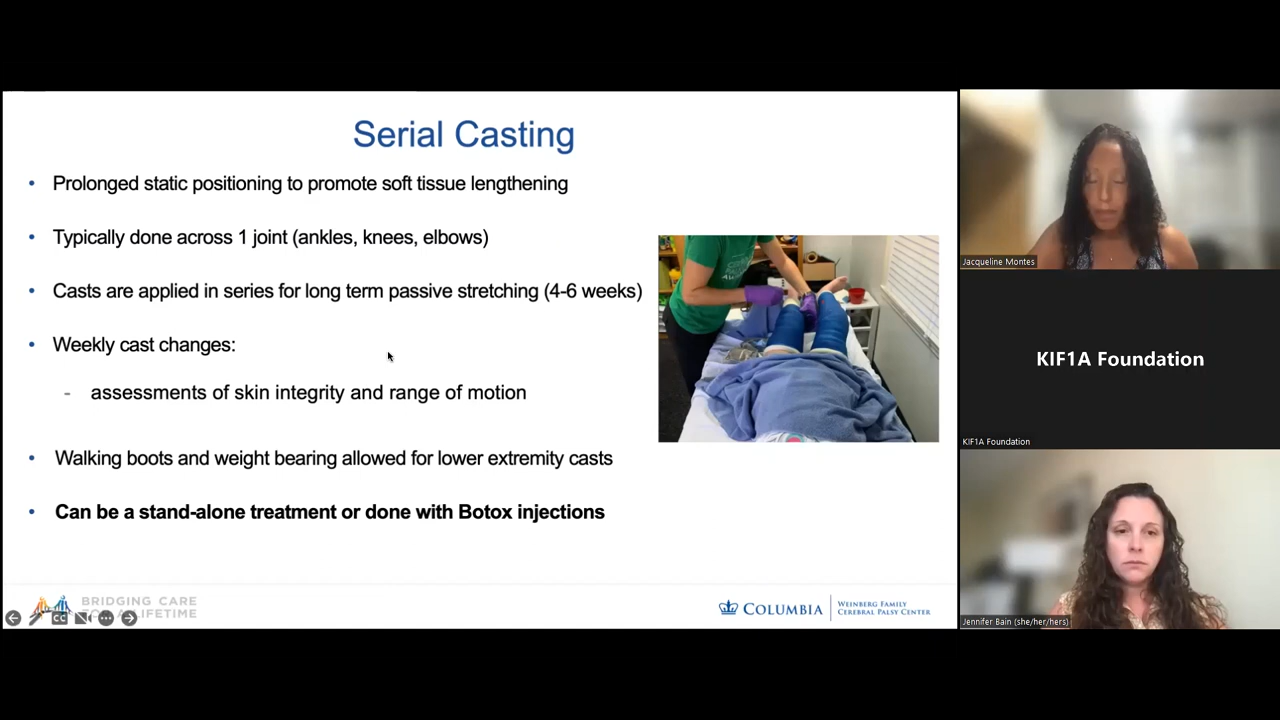 Serial Casting
• Prolonged static positioning to promote soft tissue lengthening
• Typically done across 1 joint (ankles, knees, elbows)
• Casts are applied in series for long term passive stretching (4-6 weeks)
• Weekly cast changes:
- assessments of skin integrity and range of motion
• Walking boots and weight bearing allowed for lower extremity casts
• Can be a stand-alone treatment or done with Botox injections
BRIDGING CARE
LIFETIME
CC
COLUMBIA
WEINBERG FAMILY
CEREBRAL PALSY CENTER
Jacqueline Montes
KIF1A Foundation
KIF1A Foundation
Jennifer Bain (she/her/hers)